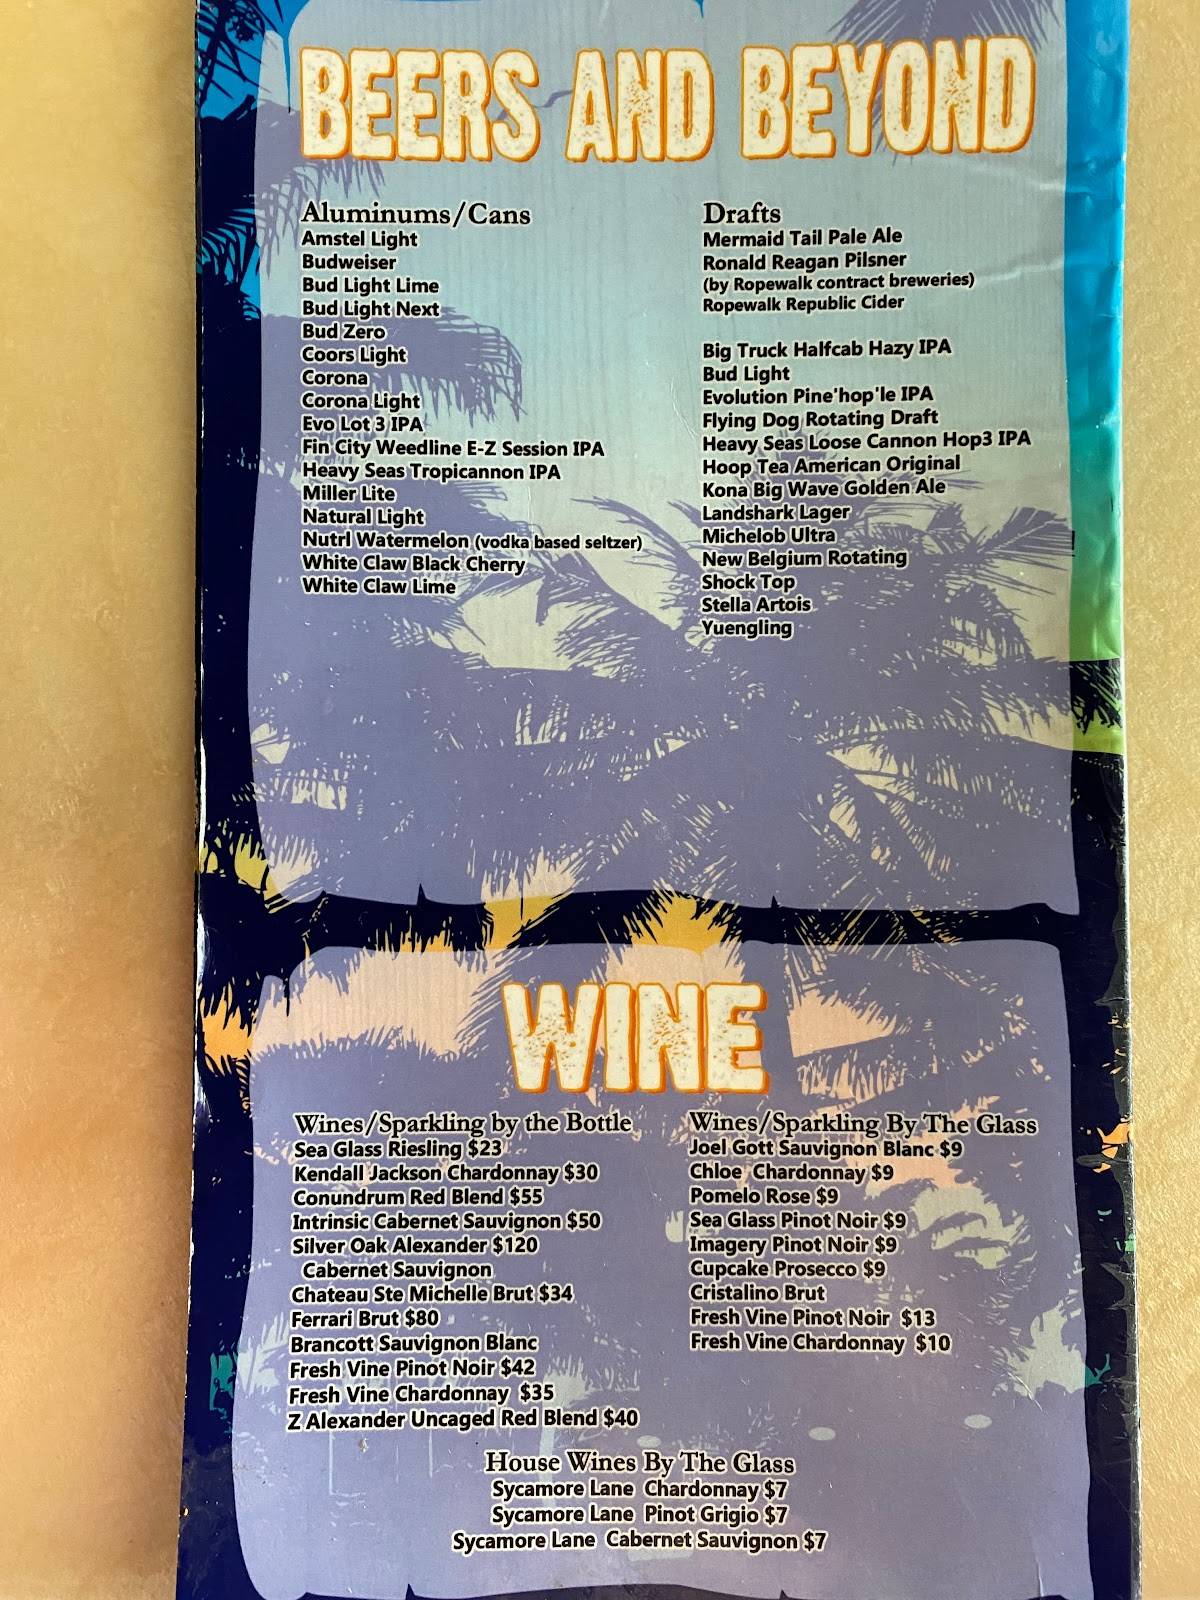 BEERS AND BEYOND
Aluminums/Cans
Amstel Light
Budweiser
Bud Light Lime
Bud Light Next
Bud Zero
Coors Light
Corona
Corona Light
Evo Lot 3 IPA
Fin City Weedline E-Z Session IPA
Heavy Seas Tropicannon IPA
Miller Lite
Natural Light
Nutrl Watermelon (vodka based seltzer)
White Claw Black Cherry
White Claw Lime
Drafts
Mermaid Tail Pale Ale
Ronald Reagan Pilsner
(by Ropewalk contract breweries)
Ropewalk Republic Cider
Big Truck Halfcab Hazy IPA
Bud Light
Evolution Pine'hop'le IPA
Flying Dog Rotating Draft
Heavy Seas Loose Cannon Hop3 IPA
Hoop Tea American Original
Kona Big Wave Golden Ale
Landshark Lager
Michelob Ultra
New Belgium Rotating
Shock Top
Stella Artois
Yuengling
WINE
Wines/Sparkling by the Bottle
Sea Glass Riesling $23
Kendall Jackson Chardonnay $30
Conundrum Red Blend $55
Intrinsic Cabernet Sauvignon $50
Silver Oak Alexander $120
Cabernet Sauvignon
Chateau Ste Michelle Brut $34
Ferrari Brut $80
Brancott Sauvignon Blanc
Fresh Vine Pinot Noir $42
Fresh Vine Chardonnay $35
Z Alexander Uncaged Red Blend $40
Wines/Sparkling By The Glass
Joel Gott Sauvignon Blanc $9
Chloe Chardonnay $9
Pomelo Rose $9
Sea Glass Pinot Noir $9
Imagery Pinot Noir $9
Cupcake Prosecco $9
Cristalino Brut
Fresh Vine Pinot Noir $13
Fresh Vine Chardonnay $10
House Wines By The Glass
Sycamore Lane Chardonnay $7
Sycamore Lane Pinot Grigio $7
Sycamore Lane Cabernet Sauvignon $7